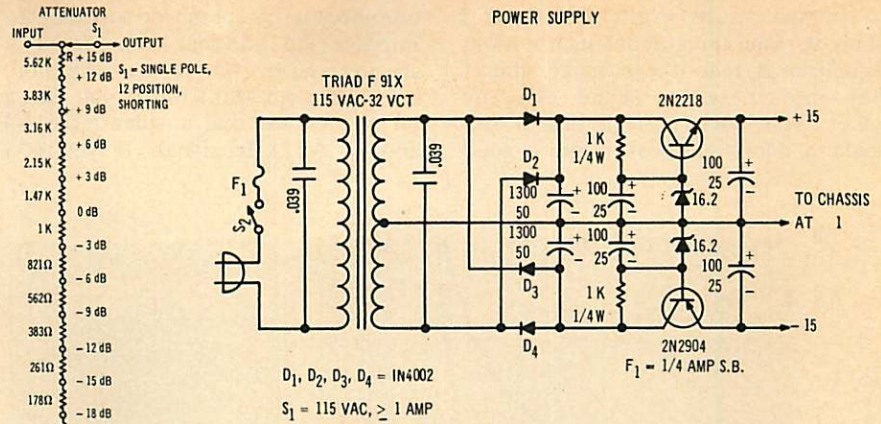 ATTENUATOR
S1
INPUT
OUTPUT
R + 15 dB
5.62K
+ 12 dB
S1 = SINGLE POLE,
12 POSITION,
SHORTING
3.83K
+ 9 dB
3.16K
+ 6 dB
2.15K
+ 3 dB
1.47K
0 dB
1K
- 3 dB
821Ω
- 6 dB
562Ω
- 9 dB
383Ω
- 12 dB
261Ω
- 15 dB
178Ω
- 18 dB
POWER SUPPLY
TRIAD F 91X
115 VAC-32 VCT
F1
S2
.039
.039
D1
D2
D3
D4
1300
50
1300
50
1 K
1/4 W
100
25
100
25
1 K
1/4 W
2N2218
16.2
16.2
2N2904
100
25
100
25
+ 15
TO CHASSIS
AT 1
- 15
F1 = 1/4 AMP S.B.
D1, D2, D3, D4 = IN4002
S1 = 115 VAC, ≥ 1 AMP